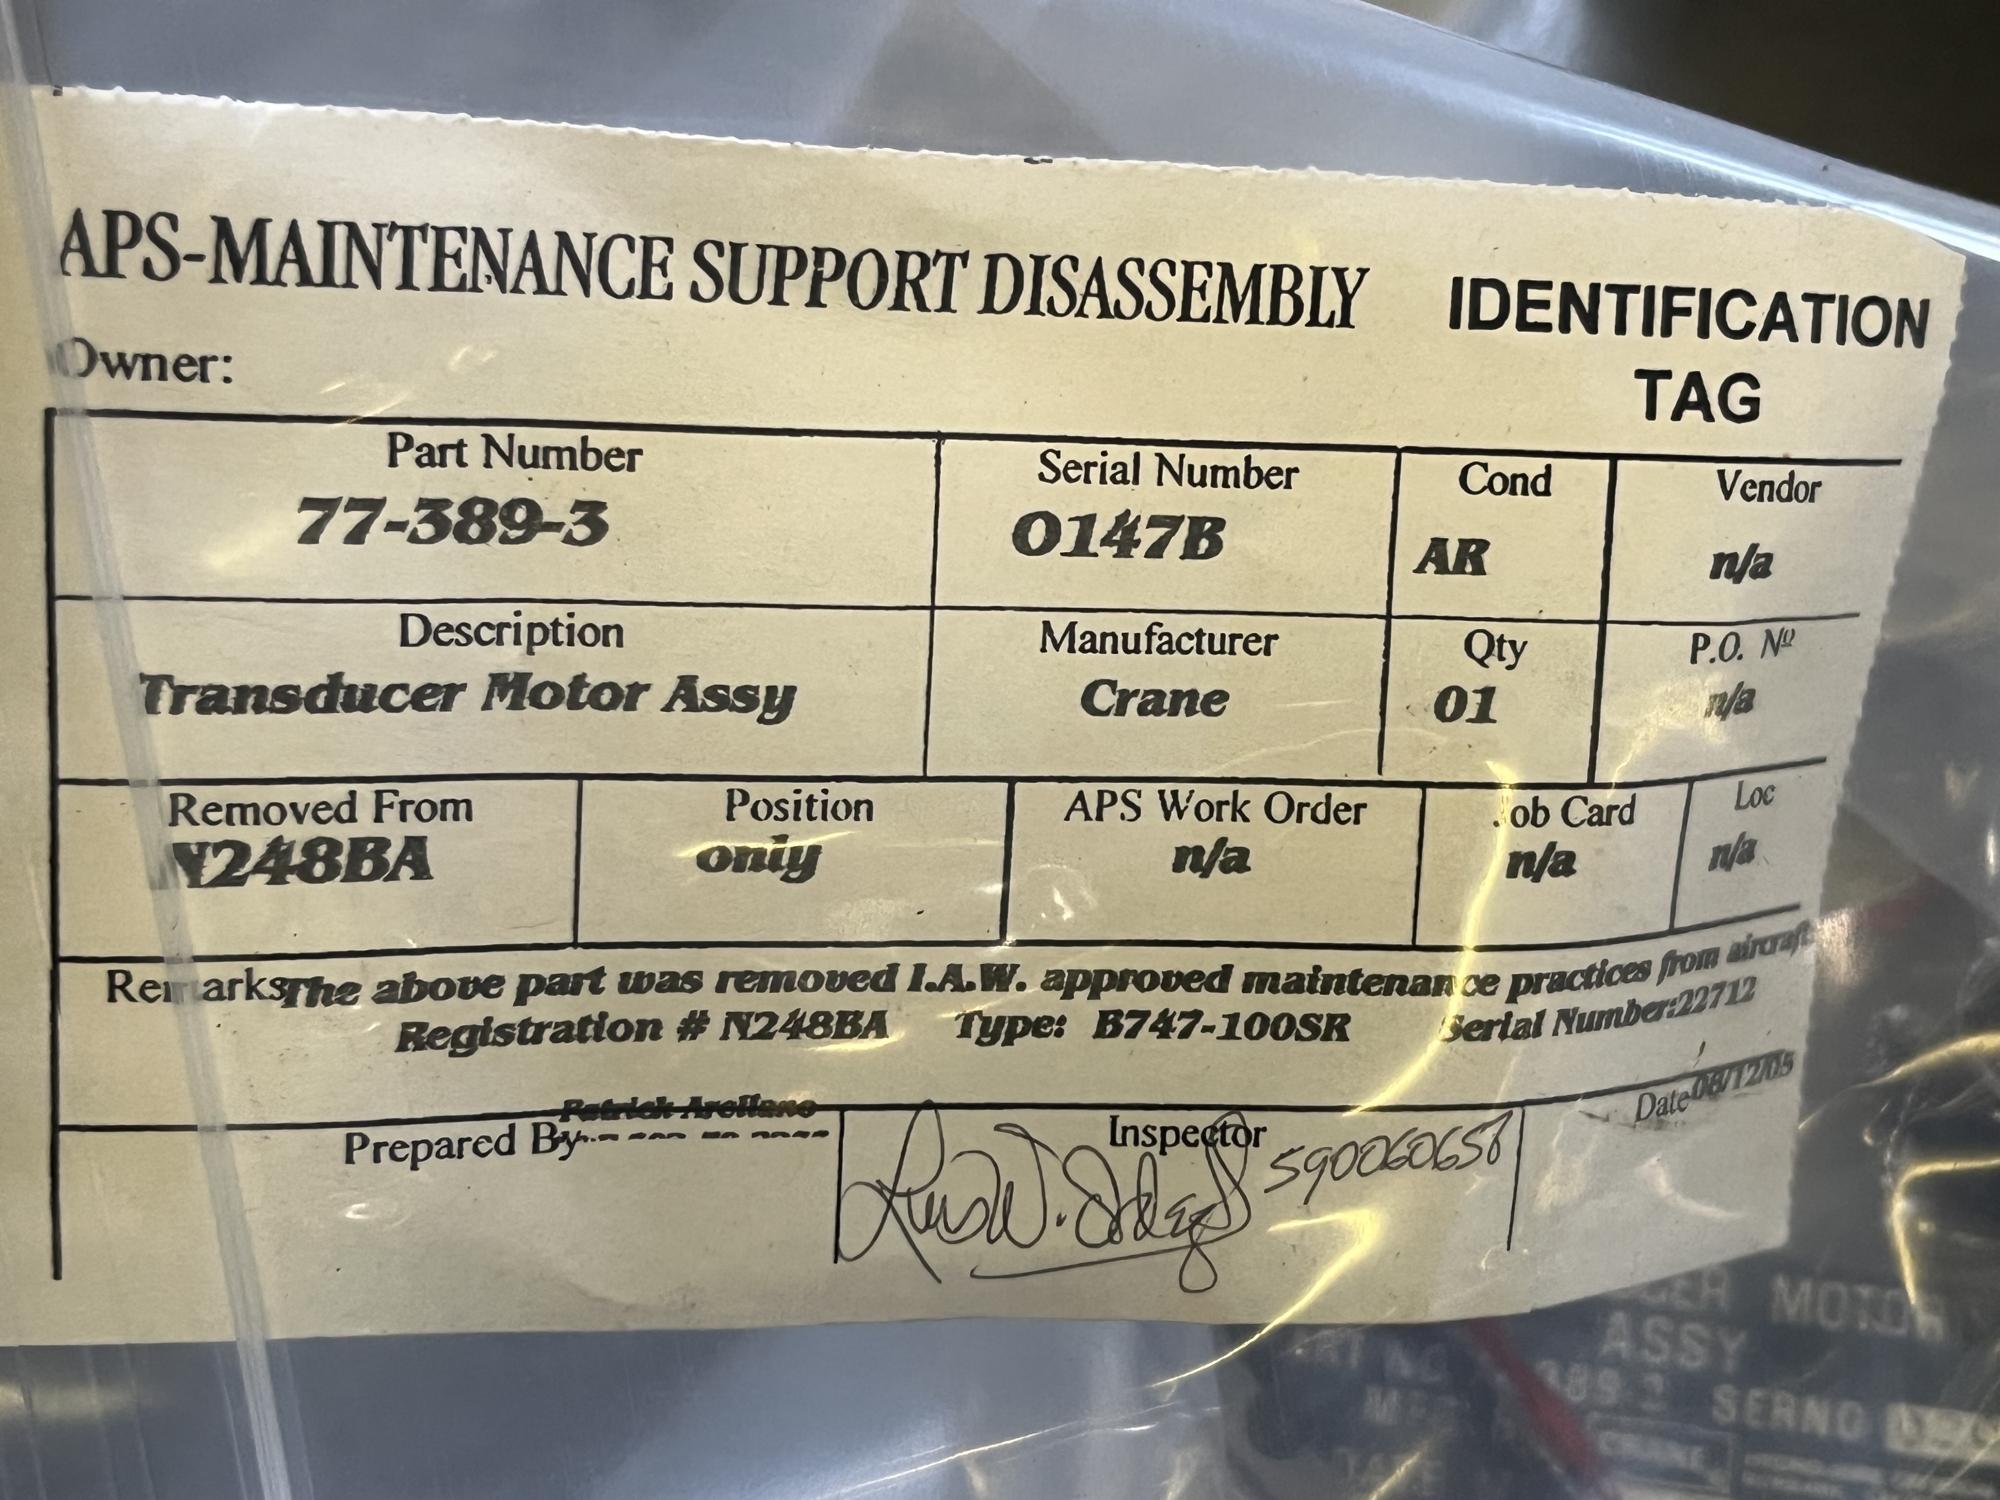 APS-MAINTENANCE SUPPORT DISASSEMBLY IDENTIFICATION TAG
Owner:
Part Number Serial Number Cond Vendor
77-389-3 0147B AR n/a
Description Manufacturer Qty P.O. Nº
Transducer Motor Assy Crane 01 n/a
Removed From Position APS Work Order Job Card Loc
N248BA only n/a n/a n/a
Remarks The above part was removed I.A.W. approved maintenance practices from aircraft
Registration # N248BA Type: B747-100SR Serial Number:22712
Patrick Arellano
Prepared By Inspector 590060658 Date 06/12/05
MOTOR
ASSY
SERNO